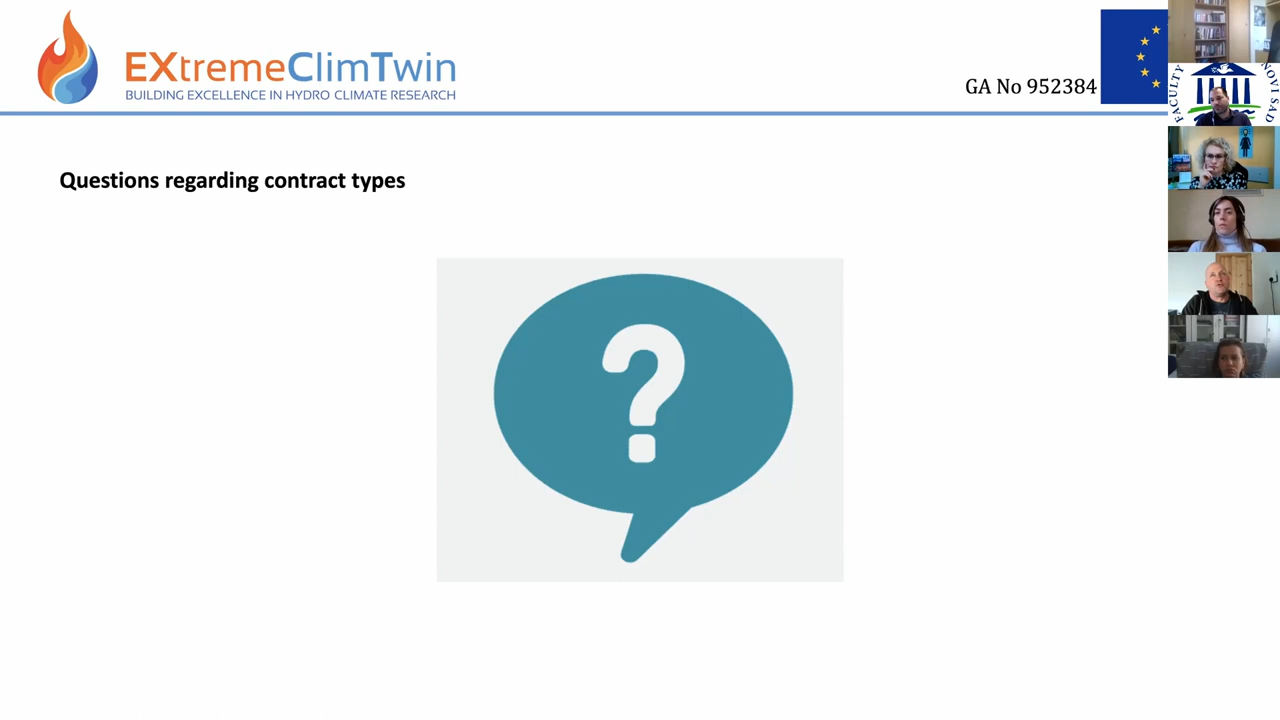 EXtremeClimTwin
BUILDING EXCELLENCE IN HYDRO CLIMATE RESEARCH
GA No 952384
FACULTY
NOVI SAD
Questions regarding contract types
?